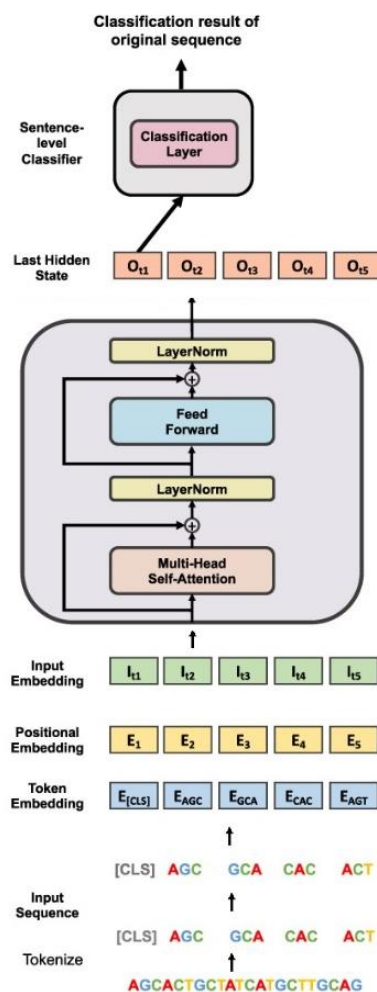 Classification result of
original sequence
Sentence-
level
Classifier
Classification
Layer
Last Hidden
State
Ot1 Ot2 Ot3 Ot4 Ot5
LayerNorm
+
Feed
Forward
LayerNorm
+
Multi-Head
Self-Attention
Input
Embedding
It1 It2 It3 It4 It5
Positional
Embedding
E1 E2 E3 E4 E5
Token
Embedding
E[CLS] EAGC EGCA ECAC EAGT
[CLS] AGC GCA CAC ACT
Input
Sequence
[CLS] AGC GCA CAC ACT
Tokenize
AGCACTGCTATCATGCTTGCAG